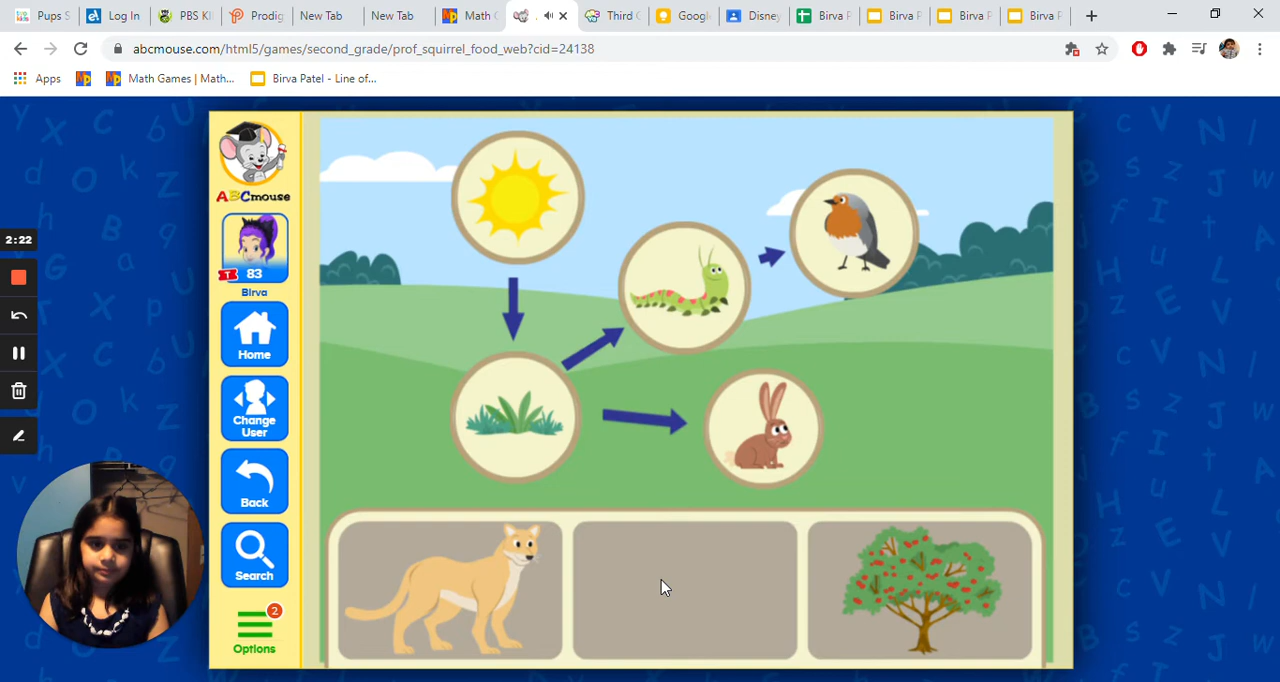 Pups S
Log In
PBS KI
Prodig
New Tab
New Tab
Math G
Third G
Googl
Disney
Birva P
Birva P
Birva P
Birva P
abcmouse.com/html5/games/second_grade/prof_squirrel_food_web?cid=24138
Apps
Math Games | Math...
Birva Patel - Line of...
ABCmouse
2:22
T 83
Birva
Home
Change
User
Back
Search
2
Options